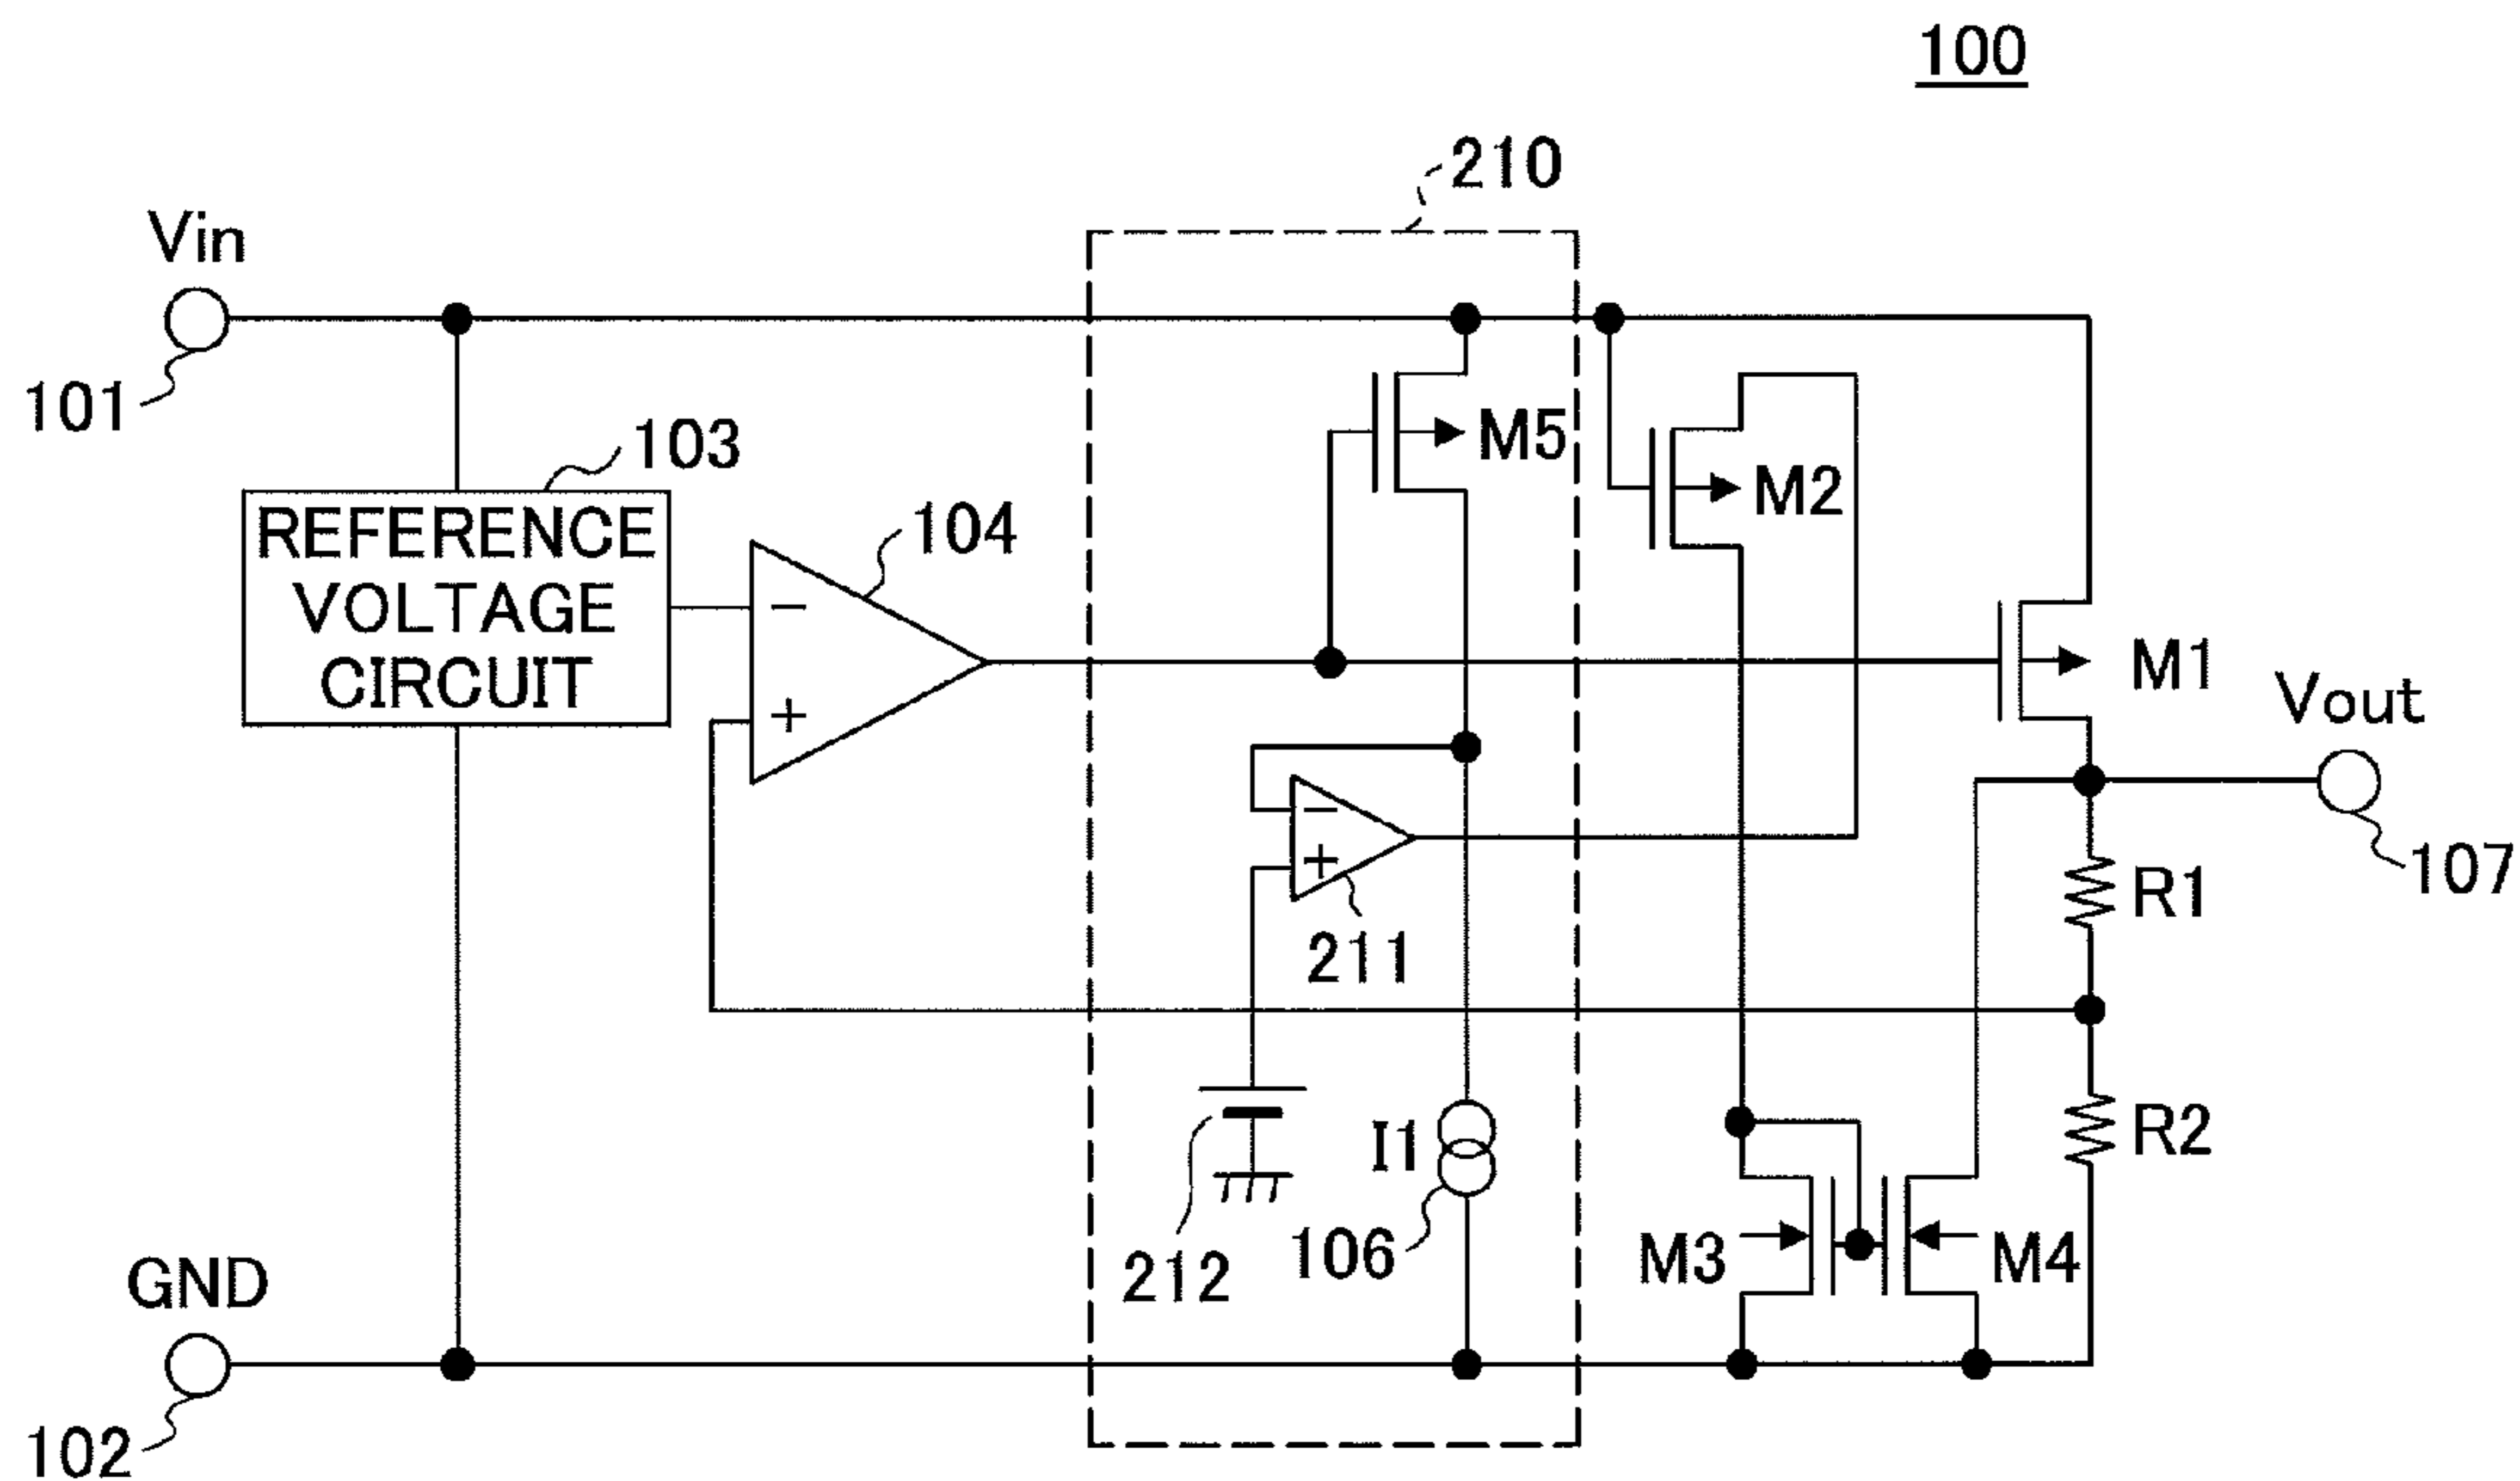 100
210
Vin
101
103
M5
M2
REFERENCE
VOLTAGE
CIRCUIT
104
−
+
M1
Vout
−
+
107
R1
211
I1
R2
106
212
M3
M4
GND
102